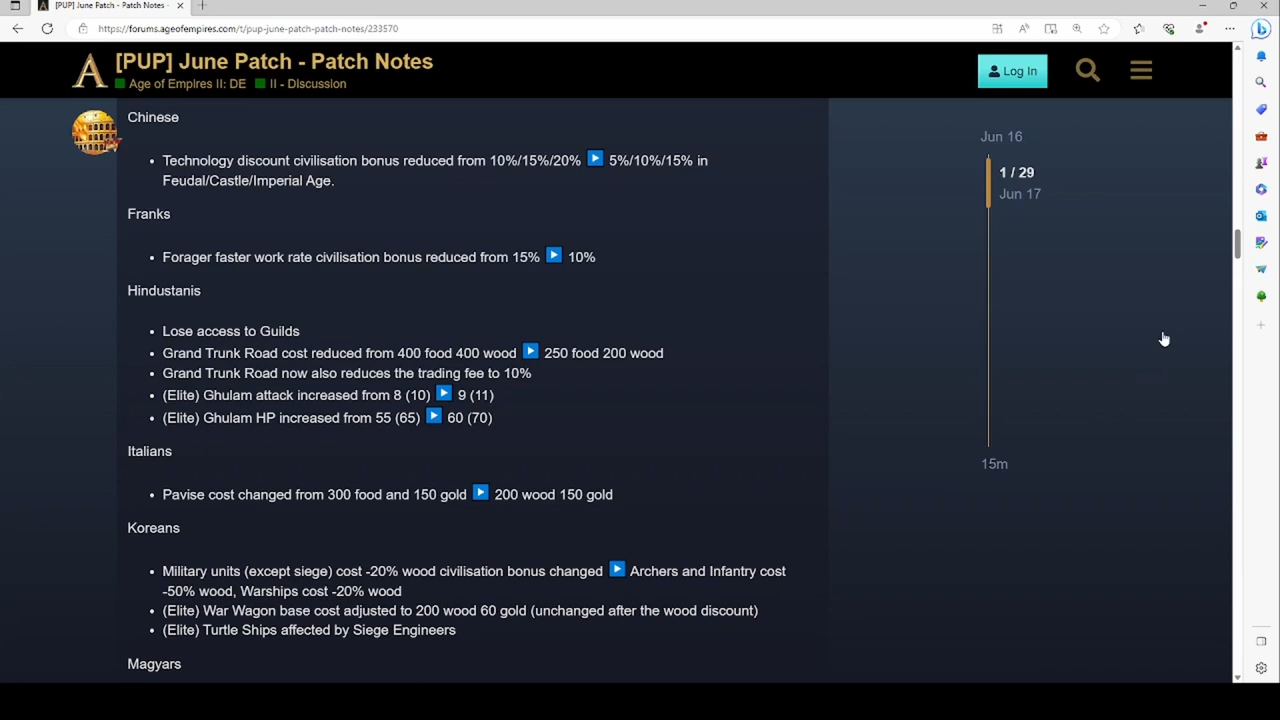 [PUP] June Patch - Patch Notes -
https://forums.ageofempires.com/t/pup-june-patch-patch-notes/233570
[PUP] June Patch - Patch Notes
Age of Empires II: DE II - Discussion
Log In
Chinese
• Technology discount civilisation bonus reduced from 10%/15%/20% ▶ 5%/10%/15% in
Feudal/Castle/Imperial Age.
Franks
• Forager faster work rate civilisation bonus reduced from 15% ▶ 10%
Hindustanis
• Lose access to Guilds
• Grand Trunk Road cost reduced from 400 food 400 wood ▶ 250 food 200 wood
• Grand Trunk Road now also reduces the trading fee to 10%
• (Elite) Ghulam attack increased from 8 (10) ▶ 9 (11)
• (Elite) Ghulam HP increased from 55 (65) ▶ 60 (70)
Italians
• Pavise cost changed from 300 food and 150 gold ▶ 200 wood 150 gold
Koreans
• Military units (except siege) cost -20% wood civilisation bonus changed ▶ Archers and Infantry cost
-50% wood, Warships cost -20% wood
• (Elite) War Wagon base cost adjusted to 200 wood 60 gold (unchanged after the wood discount)
• (Elite) Turtle Ships affected by Siege Engineers
Magyars
Jun 16
1 / 29
Jun 17
15m